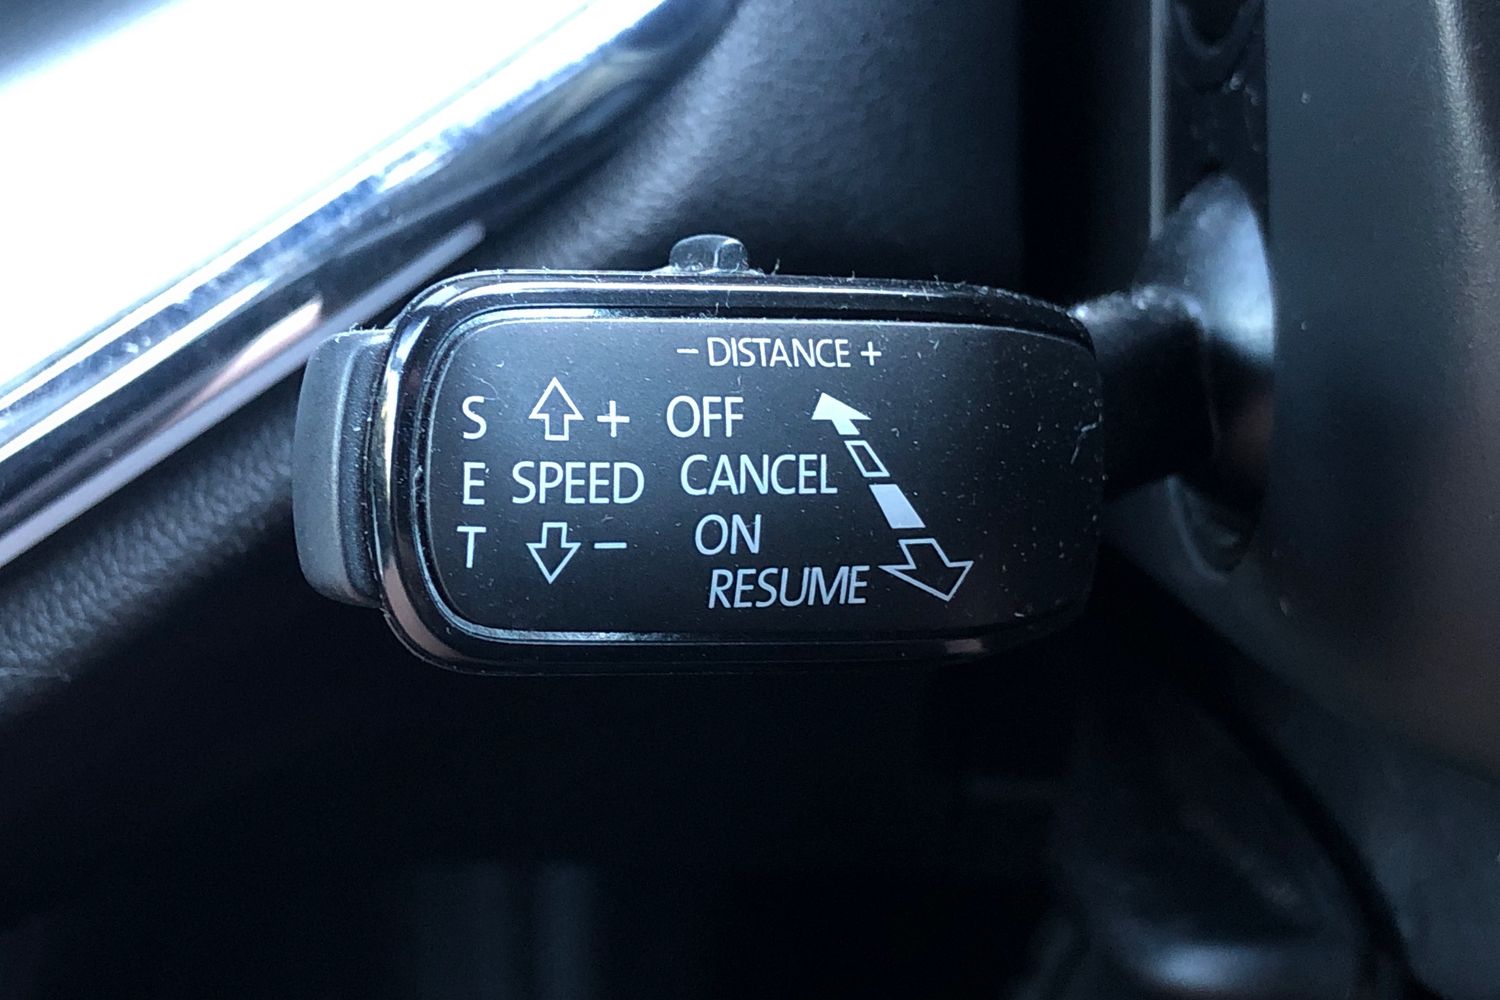 – DISTANCE +
S + OFF
E SPEED CANCEL
T – ON
RESUME